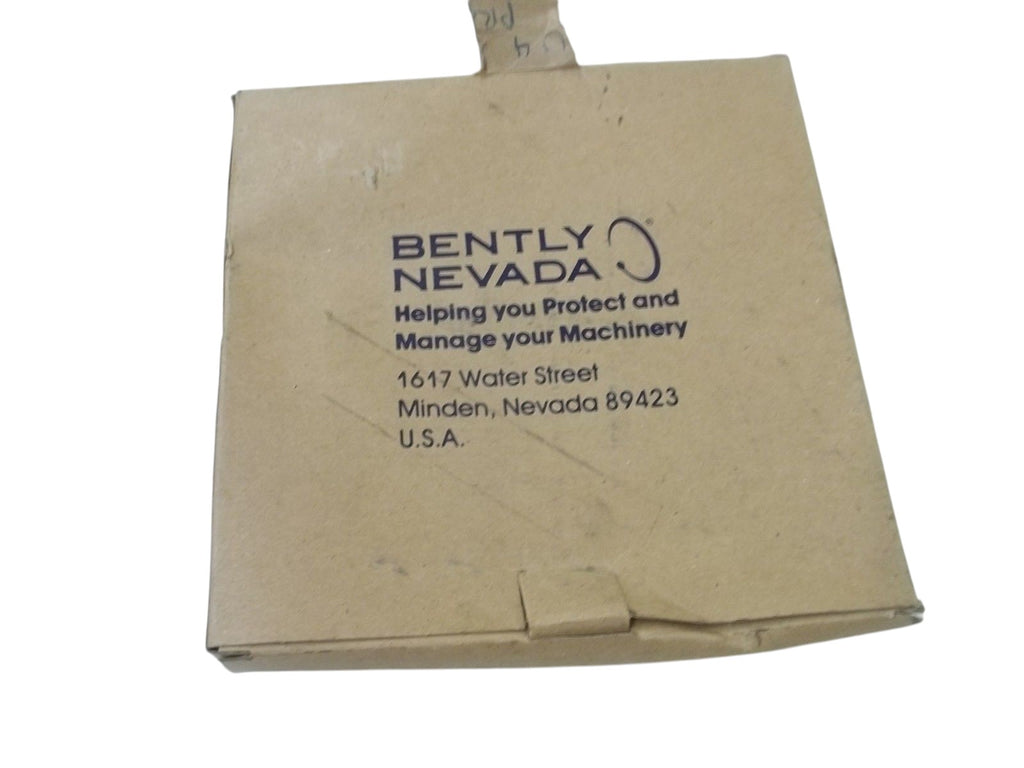 BENTLY
NEVADA ®
Helping you Protect and
Manage your Machinery
1617 Water Street
Minden, Nevada 89423
U.S.A.